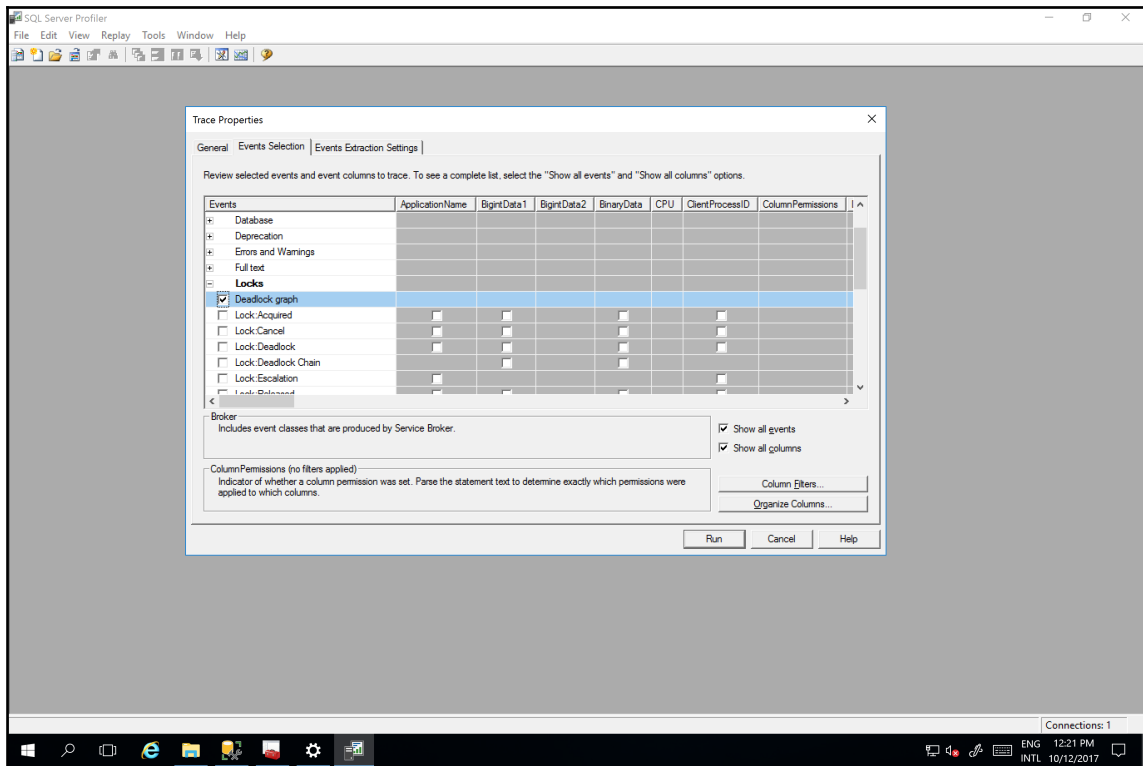 SQL Server Profiler
File Edit View Replay Tools Window Help
Trace Properties
General Events Selection Events Extraction Settings
Review selected events and event columns to trace. To see a complete list, select the "Show all events" and "Show all columns" options.
Events ApplicationName BigintData1 BigintData2 BinaryData CPU ClientProcessID ColumnPermissions
Database
Deprecation
Errors and Warnings
Full text
Locks
Deadlock graph
Lock:Acquired
Lock:Cancel
Lock:Deadlock
Lock:Deadlock Chain
Lock:Escalation
Lock:Released
Broker
Includes event classes that are produced by Service Broker.
Show all events
Show all columns
ColumnPermissions (no filters applied)
Indicator of whether a column permission was set. Parse the statement text to determine exactly which permissions were
applied to which columns.
Column Filters...
Organize Columns...
Run Cancel Help
Connections: 1
ENG 12:21 PM
INTL 10/12/2017